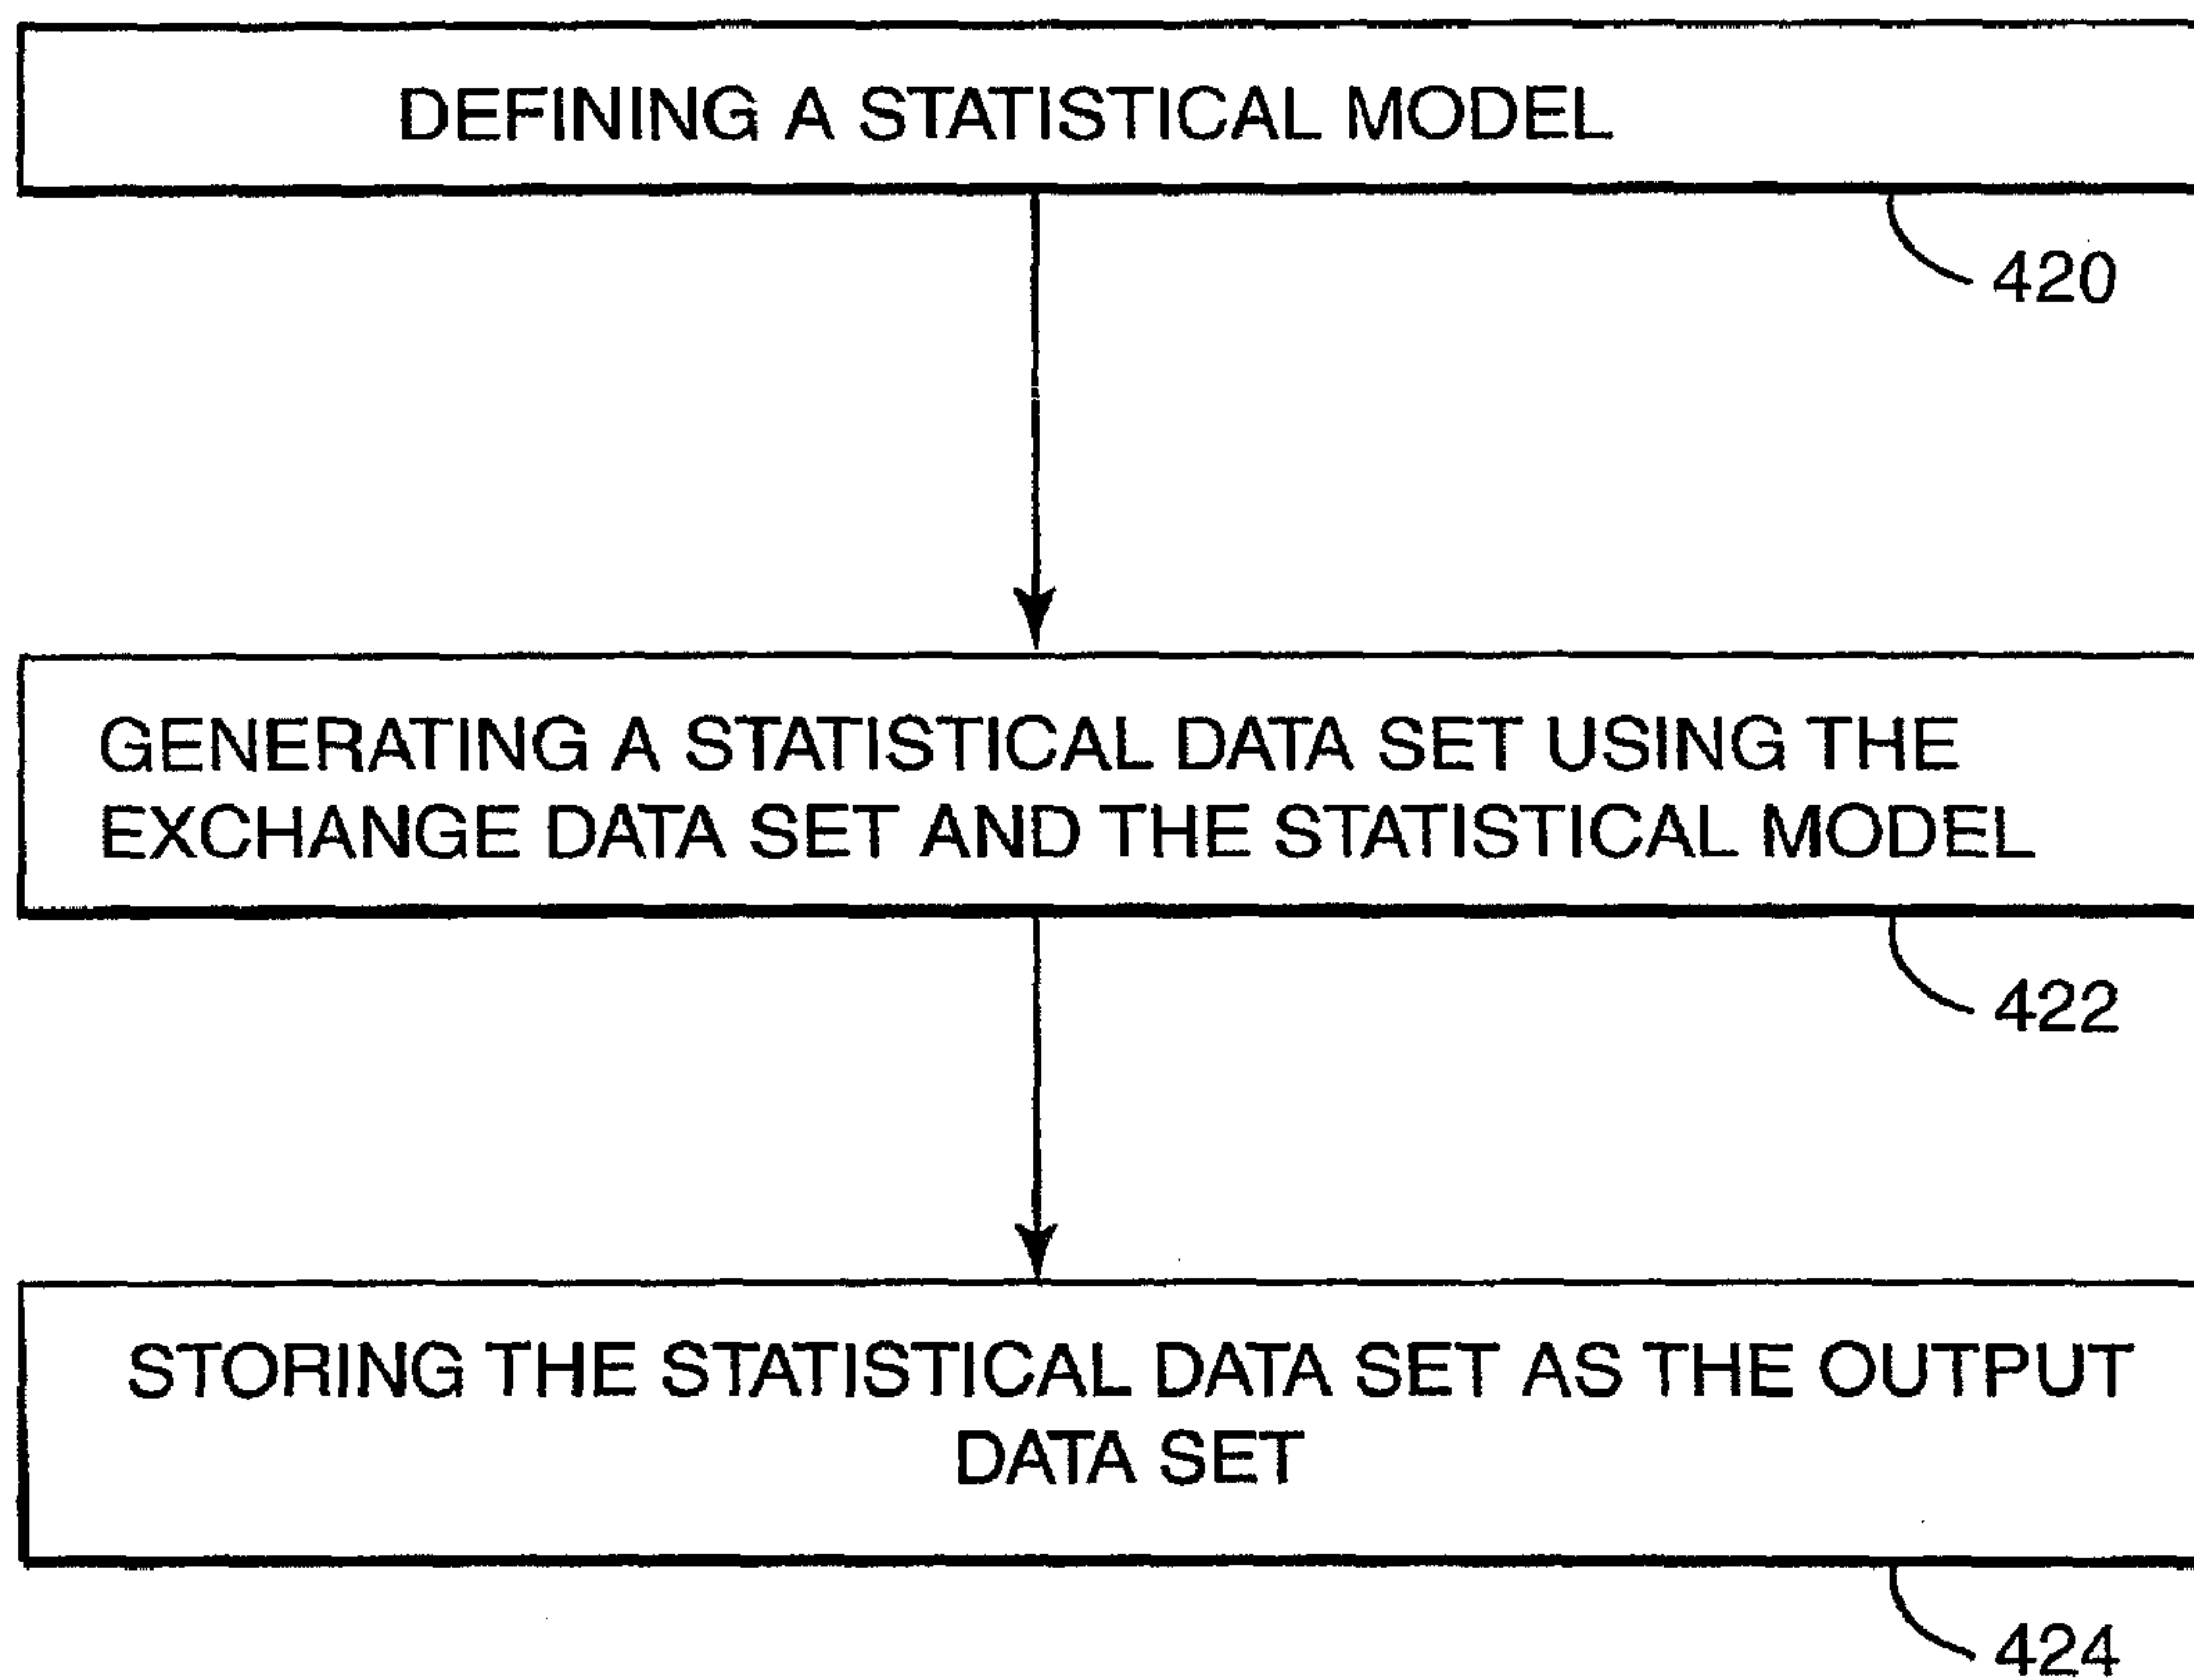 DEFINING A STATISTICAL MODEL
420
GENERATING A STATISTICAL DATA SET USING THE
EXCHANGE DATA SET AND THE STATISTICAL MODEL
422
STORING THE STATISTICAL DATA SET AS THE OUTPUT
DATA SET
424